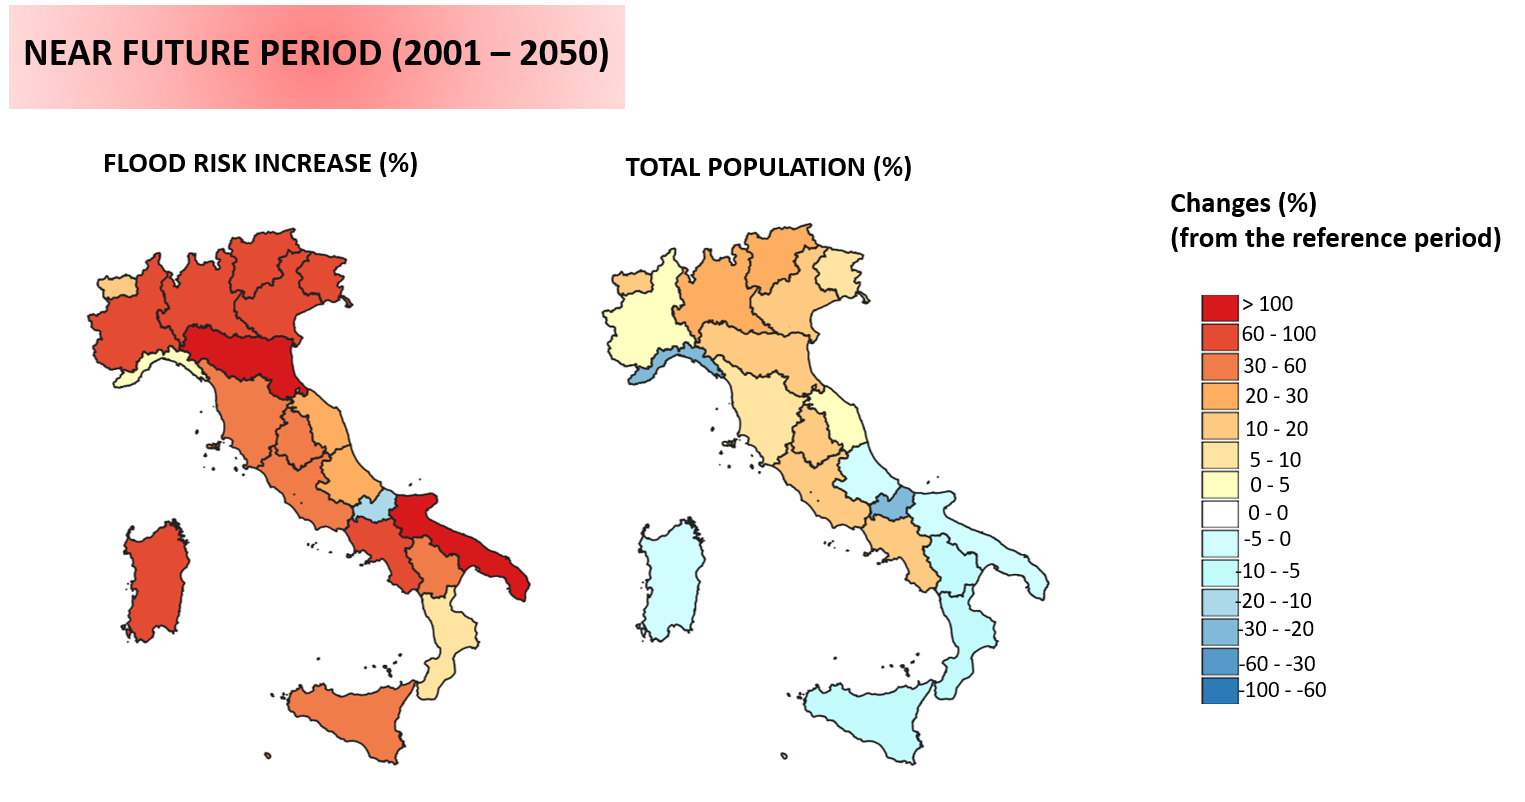 NEAR FUTURE PERIOD (2001 – 2050)
FLOOD RISK INCREASE (%)
TOTAL POPULATION (%)
Changes (%)
(from the reference period)
> 100
60 - 100
30 - 60
20 - 30
10 - 20
5 - 10
0 - 5
0 - 0
-5 - 0
-10 - -5
-20 - -10
-30 - -20
-60 - -30
-100 - -60